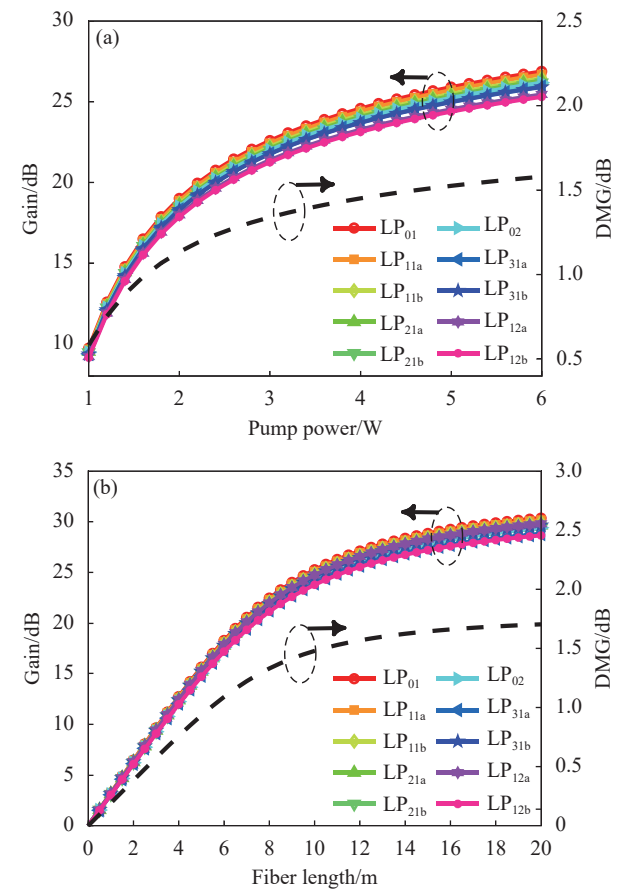 (a)
Gain/dB
30
25
20
15
10
2.5
2.0
1.5
1.0
0.5
DMG/dB
LP01 LP02
LP11a LP31a
LP11b LP31b
LP21a LP12a
LP21b LP12b
1 2 3 4 5 6
Pump power/W
(b)
Gain/dB
35
30
25
20
15
10
5
0
3.0
2.5
2.0
1.5
1.0
0.5
0
DMG/dB
LP01 LP02
LP11a LP31a
LP11b LP31b
LP21a LP12a
LP21b LP12b
0 2 4 6 8 10 12 14 16 18 20
Fiber length/m